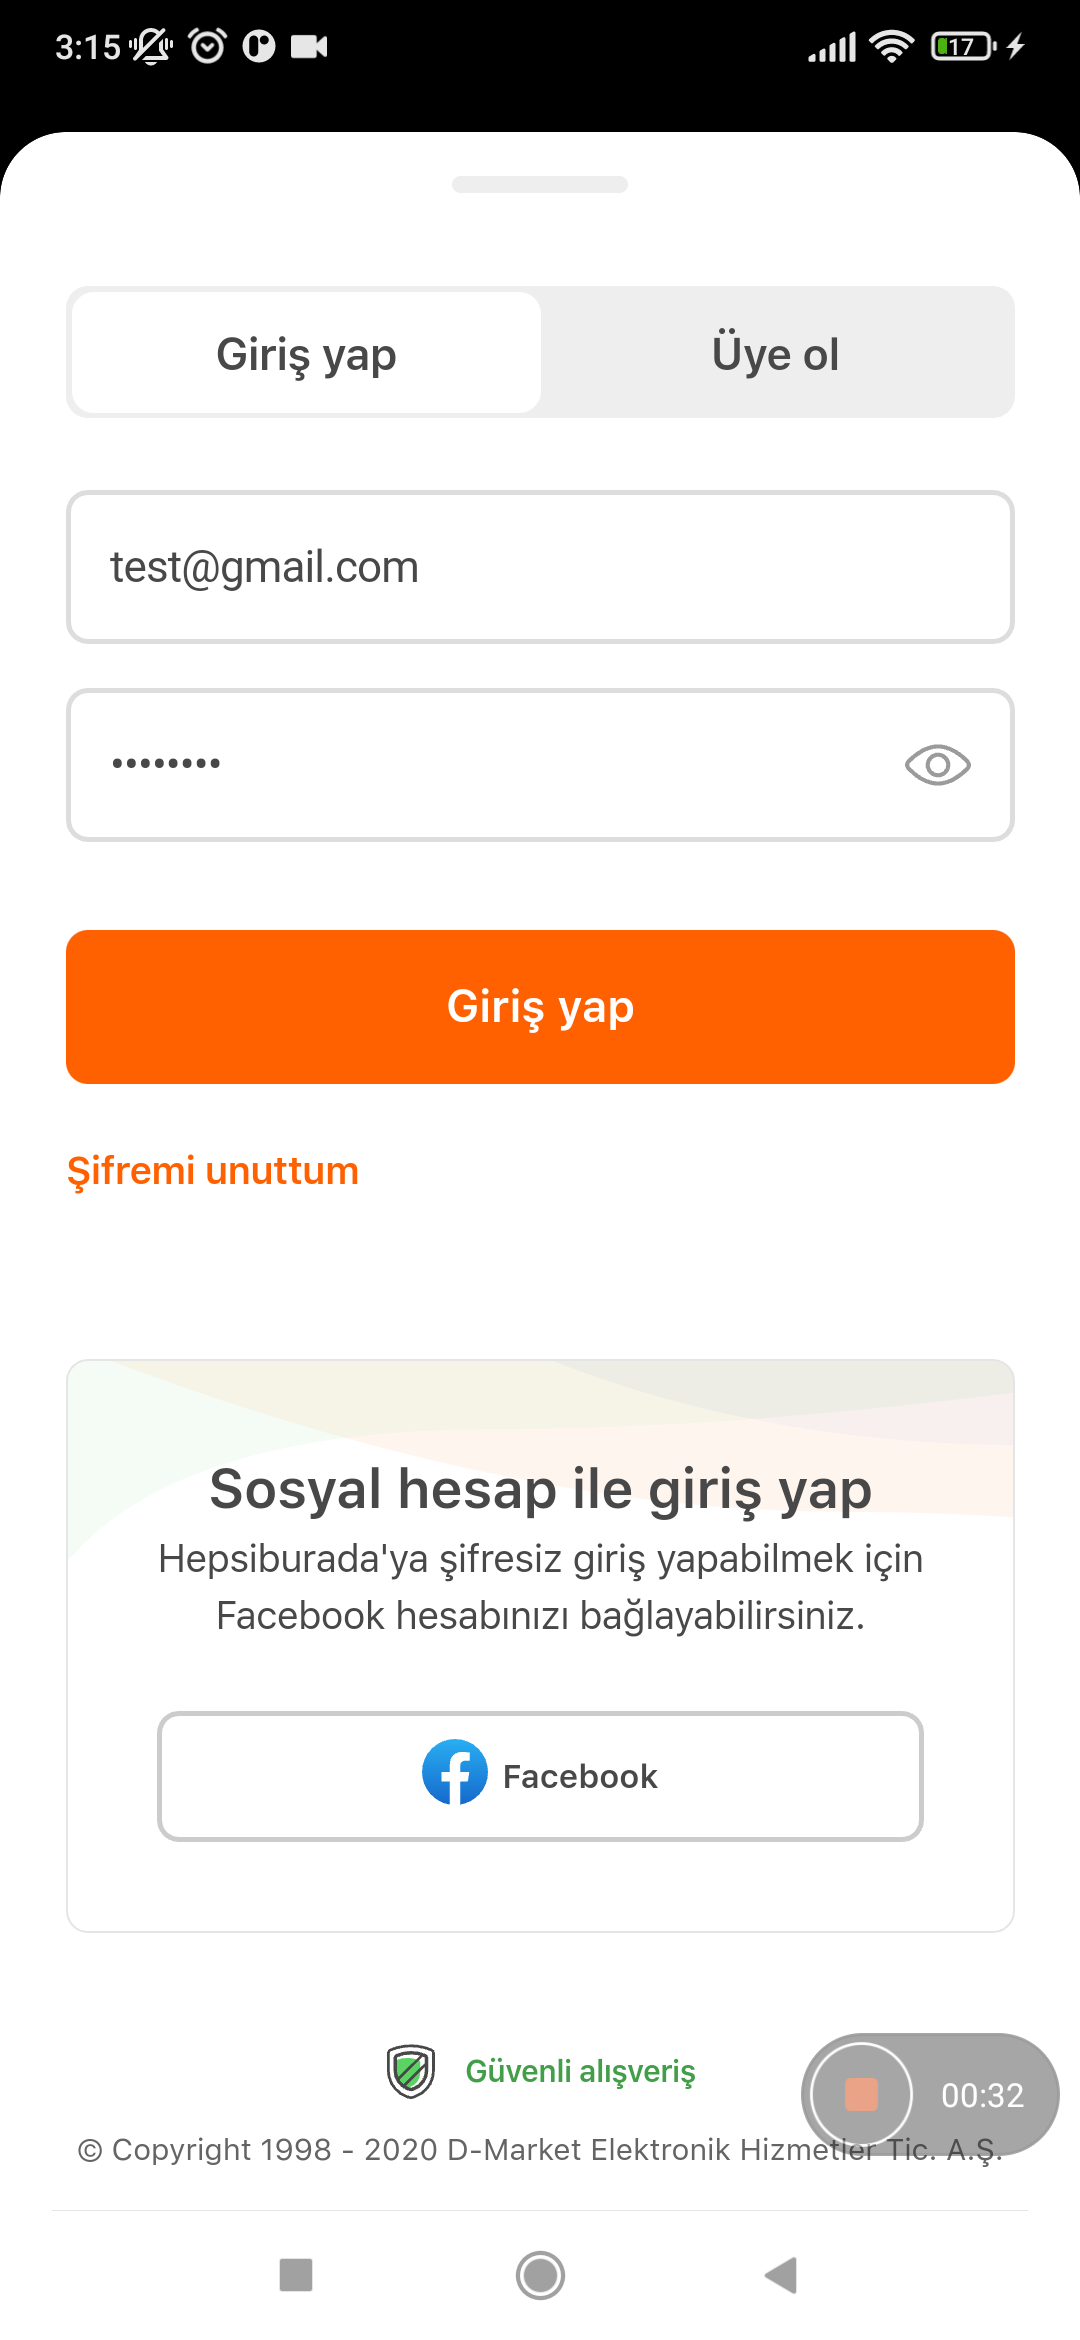 3:15
17
Giriş yap
Üye ol
test@gmail.com
••••••••
Giriş yap
Şifremi unuttum
Sosyal hesap ile giriş yap
Hepsiburada'ya şifresiz giriş yapabilmek için
Facebook hesabınızı bağlayabilirsiniz.
Facebook
Güvenli alışveriş
00:32
© Copyright 1998 - 2020 D-Market Elektronik Hizmetler Tic. A.Ş.